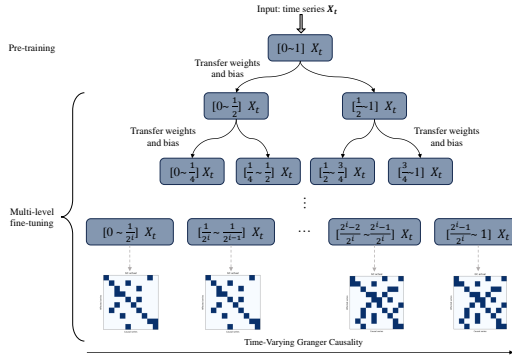 Input: time series X_t
Pre-training
[0~1] X_t
Transfer weights
and bias
[0~ 1/2] X_t
[1/2 ~1] X_t
Transfer weights
and bias
Transfer weights
and bias
[0~ 1/4] X_t
[1/4 ~ 1/2] X_t
[1/2 ~ 3/4] X_t
[3/4 ~1] X_t
⋮
Multi-level
fine-tuning
[0 ~ 1/2^i] X_t
[1/2^i ~ 1/2^{i-1}] X_t
...
[2^i-2/2^i ~ 2^i-1/2^i] X_t
[2^i-1/2^i ~ 1] X_t
Time-Varying Granger Causality